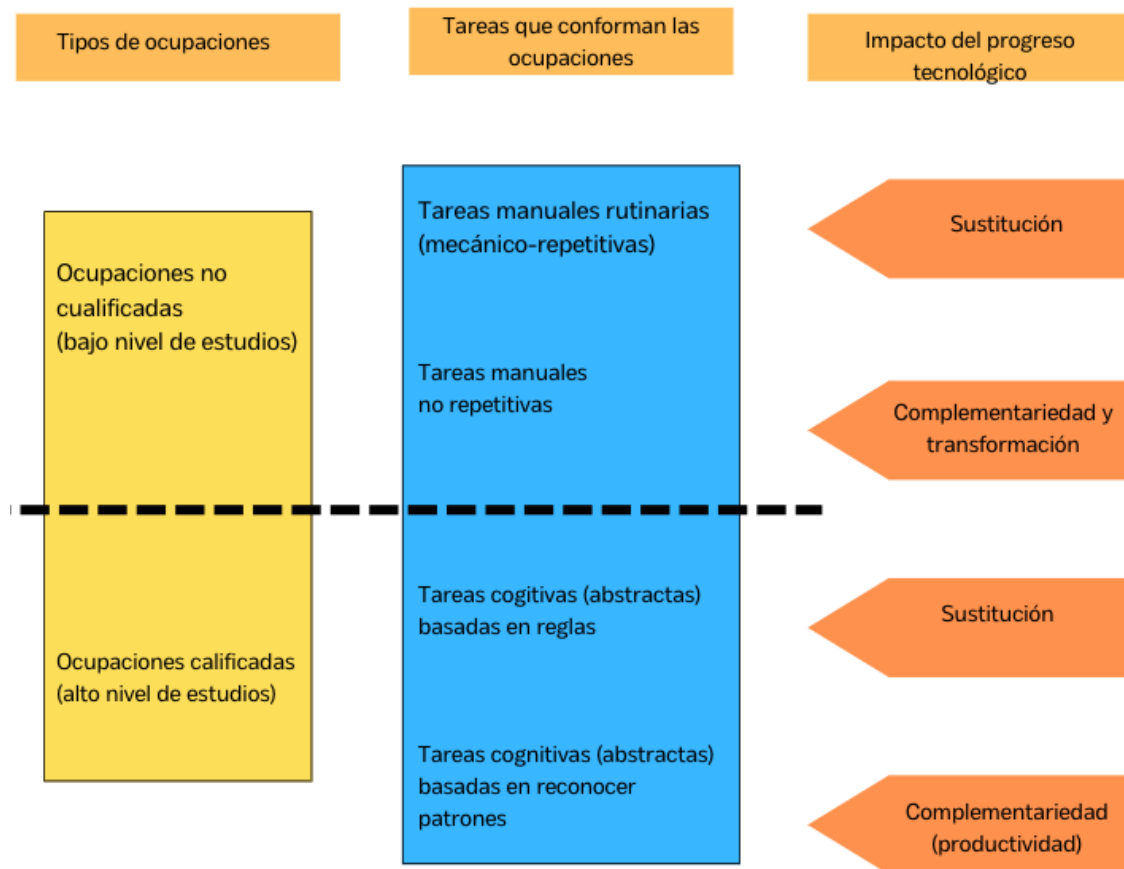 Tipos de ocupaciones
Tareas que conforman las
ocupaciones
Impacto del progreso
tecnológico
Ocupaciones no
cualificadas
(bajo nivel de estudios)
Ocupaciones calificadas
(alto nivel de estudios)
Tareas manuales rutinarias
(mecánico-repetitivas)
Tareas manuales
no repetitivas
Tareas cogitivas (abstractas)
basadas en reglas
Tareas cognitivas (abstractas)
basadas en reconocer
patrones
Sustitución
Complementariedad y
transformación
Sustitución
Complementariedad
(productividad)